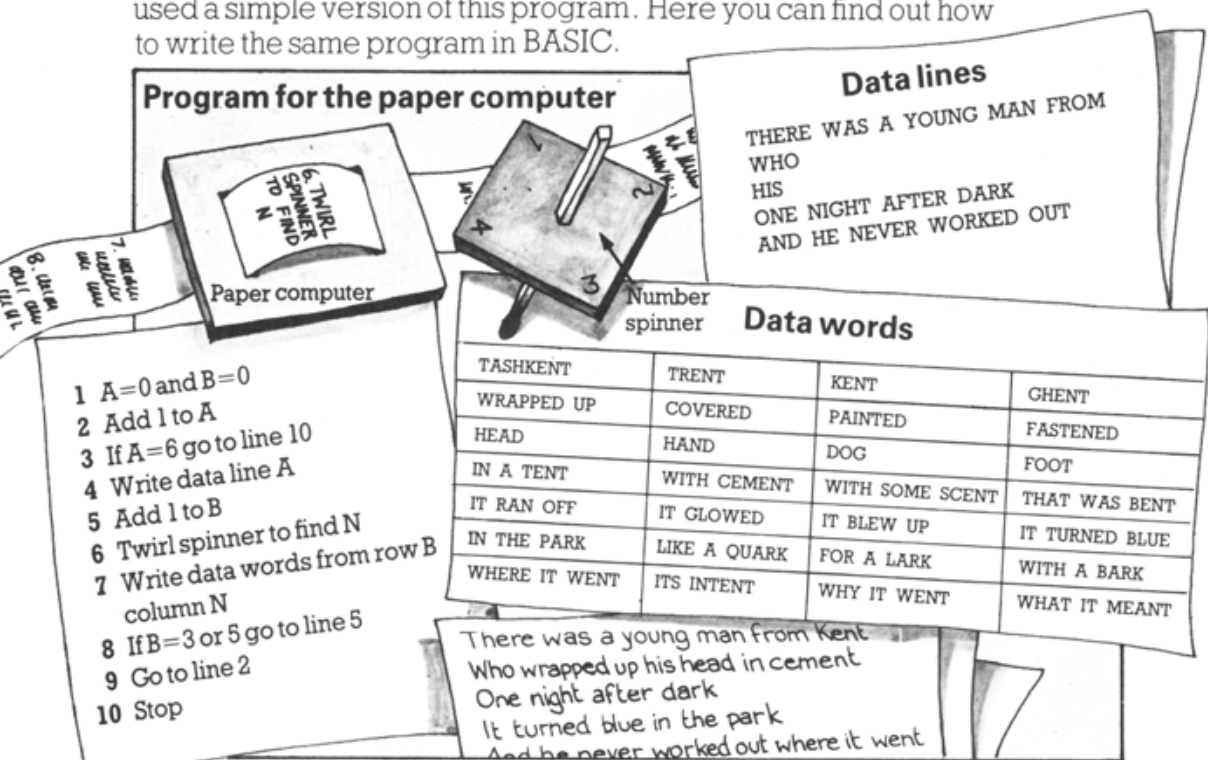 used a simple version of this program. Here you can find out how
to write the same program in BASIC.
Program for the paper computer
6. TWIRL
SPINNER
TO FIND
N
7.
8.
Paper computer
1
2
3
4
Number
spinner
Data lines
THERE WAS A YOUNG MAN FROM
WHO
HIS
ONE NIGHT AFTER DARK
AND HE NEVER WORKED OUT
Data words
TASHKENT TRENT KENT GHENT
WRAPPED UP COVERED PAINTED FASTENED
HEAD HAND DOG FOOT
IN A TENT WITH CEMENT WITH SOME SCENT THAT WAS BENT
IT RAN OFF IT GLOWED IT BLEW UP IT TURNED BLUE
IN THE PARK LIKE A QUARK FOR A LARK WITH A BARK
WHERE IT WENT ITS INTENT WHY IT WENT WHAT IT MEANT
1 A=0 and B=0
2 Add 1 to A
3 If A=6 go to line 10
4 Write data line A
5 Add 1 to B
6 Twirl spinner to find N
7 Write data words from row B
column N
8 If B=3 or 5 go to line 5
9 Go to line 2
10 Stop
There was a young man from Kent
Who wrapped up his head in cement
One night after dark
It turned blue in the park
And he never worked out where it went